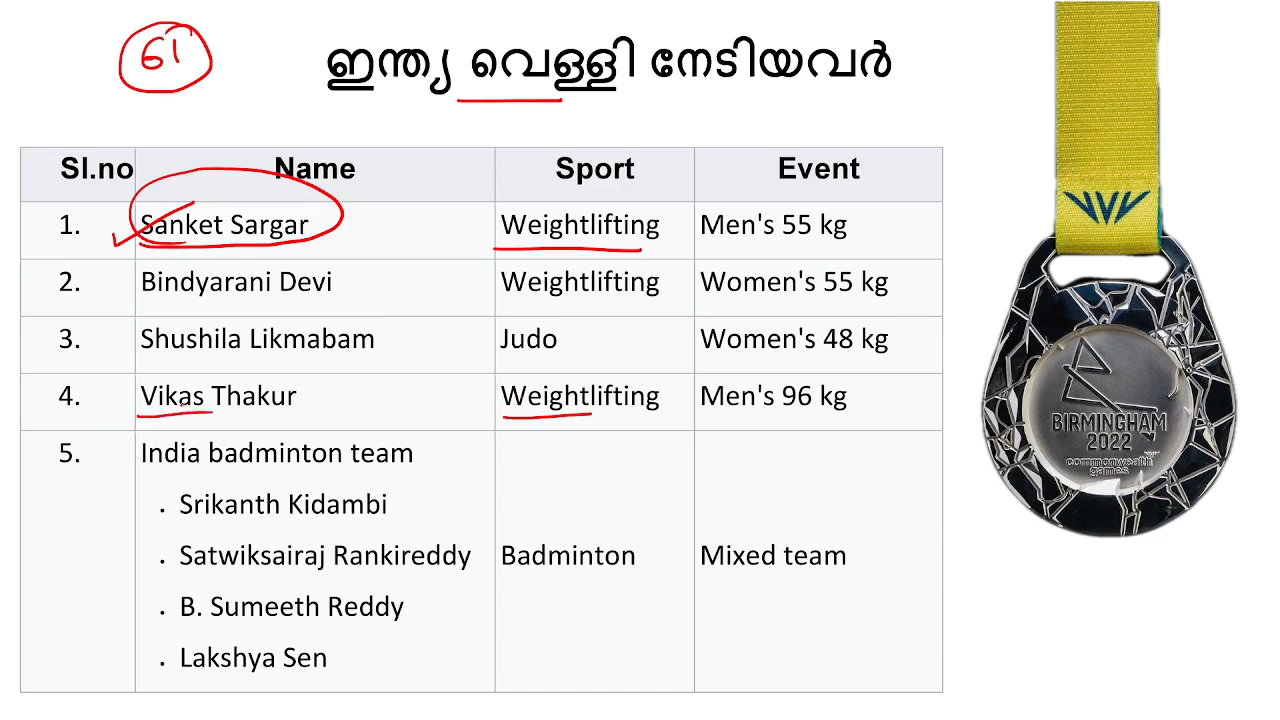 61
ഇന്ത്യ വെള്ളി നേടിയവർ
Sl.no Name Sport Event
1. Sanket Sargar Weightlifting Men's 55 kg
2. Bindyarani Devi Weightlifting Women's 55 kg
3. Shushila Likmabam Judo Women's 48 kg
4. Vikas Thakur Weightlifting Men's 96 kg
5. India badminton team
. Srikanth Kidambi
. Satwiksairaj Rankireddy Badminton Mixed team
. B. Sumeeth Reddy
. Lakshya Sen
BIRMINGHAM
2022
commonwealth
games